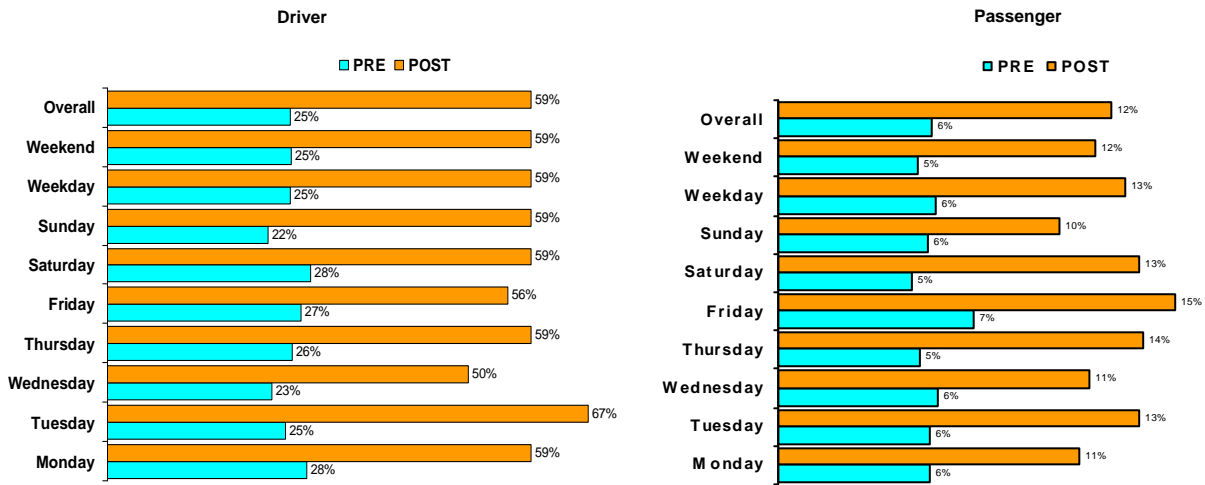 Driver
PRE POST
Overall 59%
25%
Weekend 59%
25%
Weekday 59%
25%
Sunday 59%
22%
Saturday 59%
28%
Friday 56%
27%
Thursday 59%
26%
Wednesday 50%
23%
Tuesday 67%
25%
Monday 59%
28%
Passenger
PRE POST
Overall 12%
6%
Weekend 12%
5%
Weekday 13%
6%
Sunday 10%
6%
Saturday 13%
5%
Friday 15%
7%
Thursday 14%
5%
Wednesday 11%
6%
Tuesday 13%
6%
Monday 11%
6%